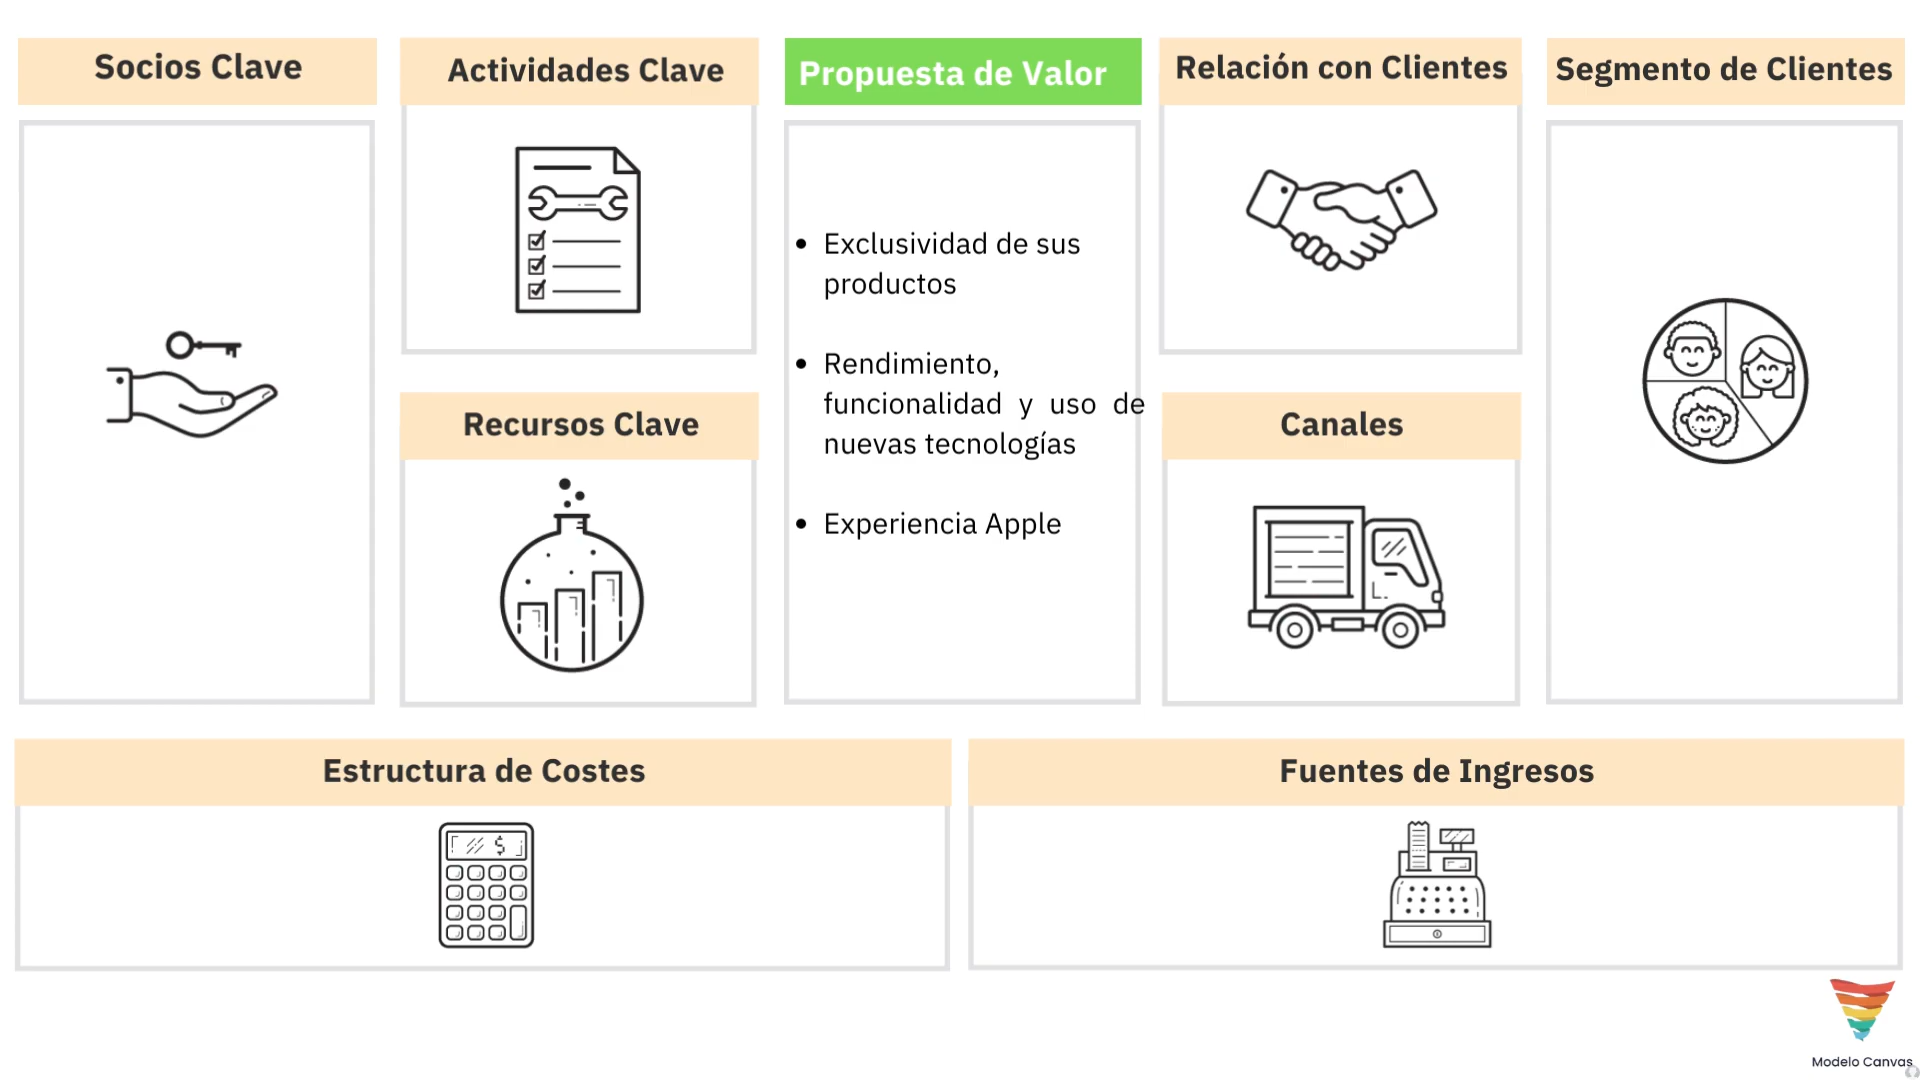 Socios Clave
Actividades Clave
Propuesta de Valor
Relación con Clientes
Segmento de Clientes
• Exclusividad de sus
productos
• Rendimiento,
funcionalidad y uso de
nuevas tecnologías
• Experiencia Apple
Recursos Clave
Canales
Estructura de Costes
$
Fuentes de Ingresos
Modelo Canvas